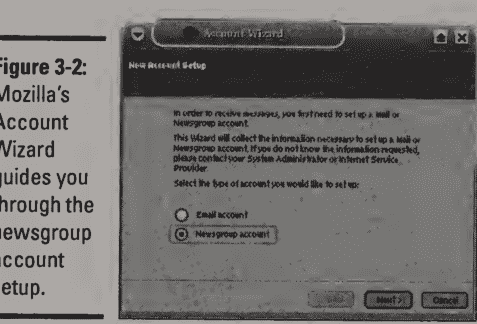 Figure 3-2:
Mozilla's
Account
Wizard
guides you
through the
newsgroup
account
setup.
Account Wizard
New Account Setup
In order to receive messages, you first need to set up a Mail or
Newsgroup account.
This Wizard will collect the information necessary to set up a Mail or
Newsgroup account. If you do not know the information requested,
please contact your System Administrator or Internet Service
Provider.
Select the type of account you would like to set up:
Email account
Newsgroup account
Next >
Cancel